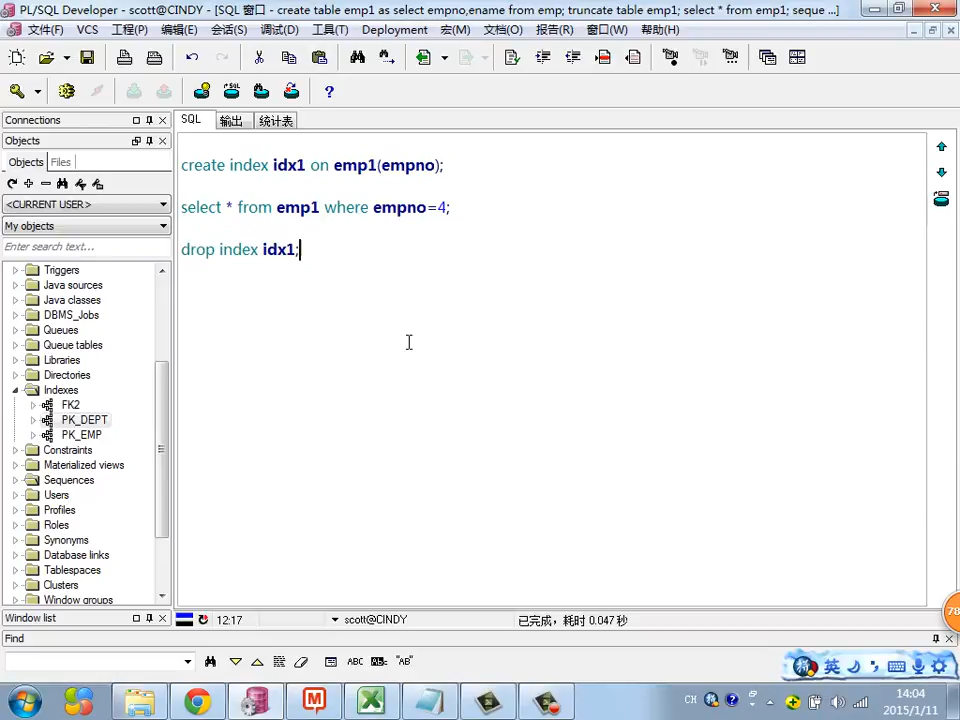 PL/SQL Developer - scott@CINDY - [SQL 窗口 - create table emp1 as select empno,ename from emp; truncate table emp1; select * from emp1; seque ...]
文件(F) VCS 工程(P) 编辑(E) 会话(S) 调试(D) 工具(T) Deployment 宏(M) 文档(O) 报告(R) 窗口(W) 帮助(H)
Connections
SQL 输出 统计表
Objects
Objects Files
<CURRENT USER>
My objects
Enter search text...
create index idx1 on emp1(empno);
select * from emp1 where empno=4;
drop index idx1;
Triggers
Java sources
Java classes
DBMS_Jobs
Queues
Queue tables
Libraries
Directories
Indexes
FK2
PK_DEPT
PK_EMP
Constraints
Materialized views
Sequences
Users
Profiles
Roles
Synonyms
Database links
Tablespaces
Clusters
Window groups
78
Window list
12:17 scott@CINDY 已完成，耗时 0.047 秒
Find
ABC ABc "AB"
英
CH
14:04
2015/1/11